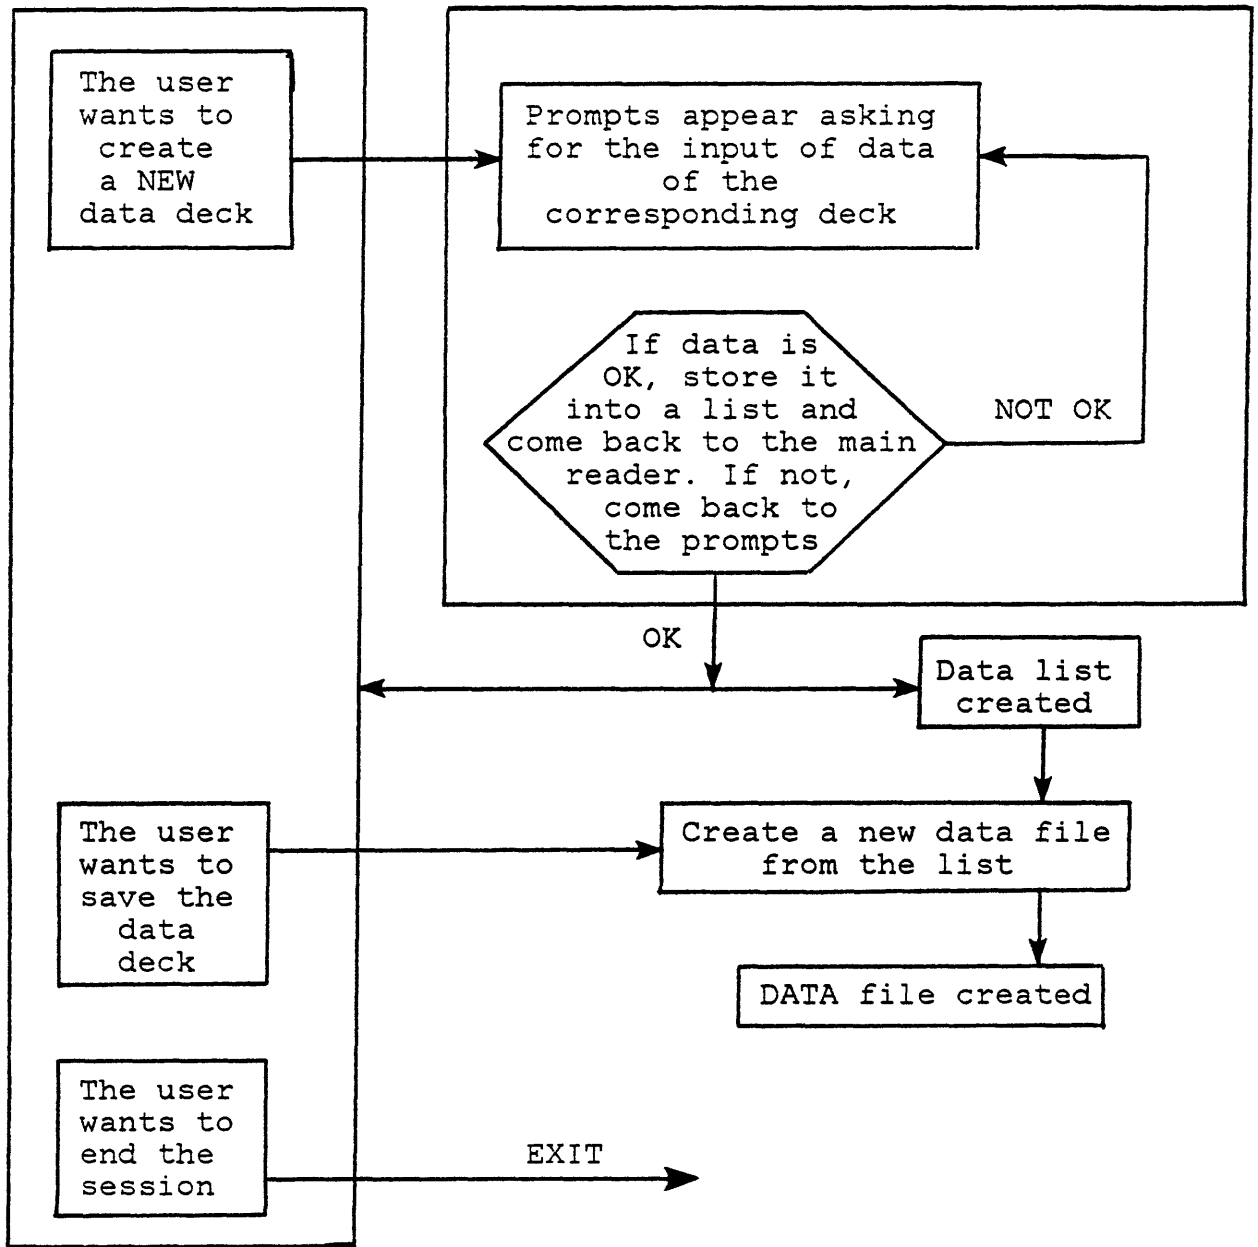 The user
wants to
create
a NEW
data deck
Prompts appear asking
for the input of data
of the
corresponding deck
If data is
OK, store it
into a list and
come back to the main
reader. If not,
come back to
the prompts
NOT OK
OK
Data list
created
The user
wants to
save the
data
deck
Create a new data file
from the list
DATA file created
The user
wants to
end the
session
EXIT